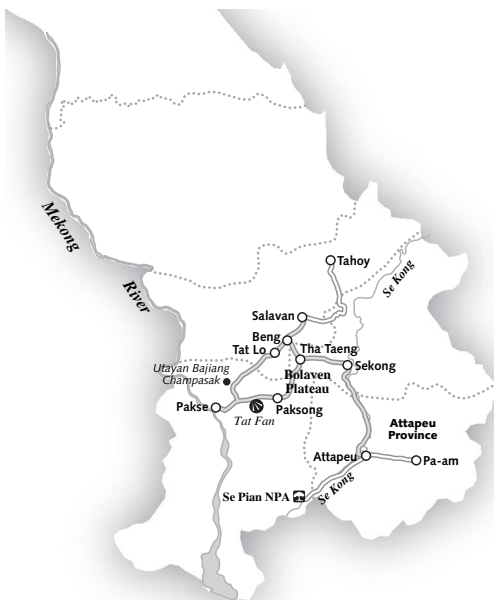 Mekong
River
Tahoy
Se Kong
Salavan
Beng
Tat Lo
Tha Taeng
Sekong
Utayan Bajiang
Champasak
Bolaven
Plateau
Pakse
Tat Fan
Paksong
Attapeu
Province
Attapeu
Pa-am
Se Pian NPA
Se Kong